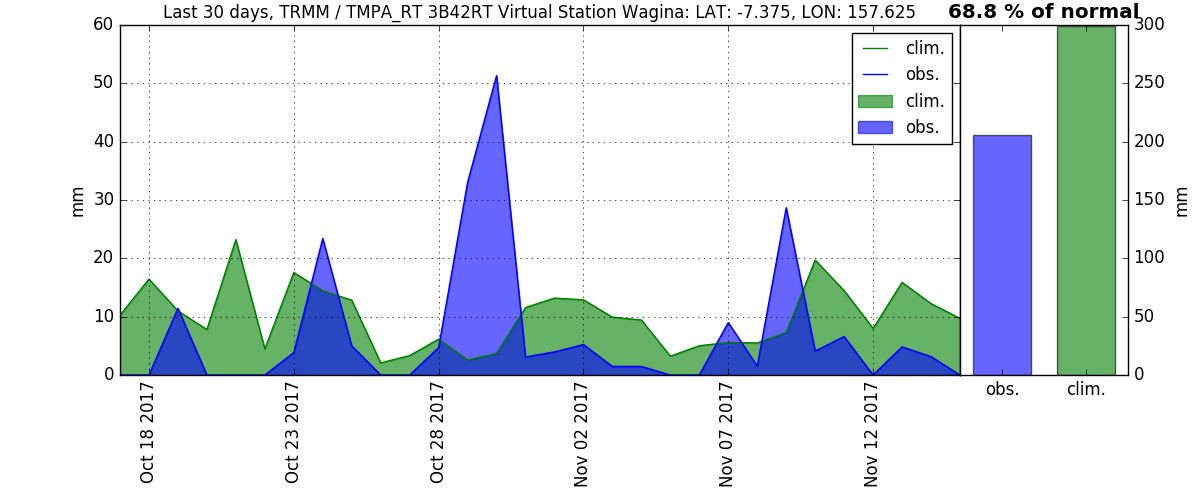 Last 30 days, TRMM / TMPA_RT 3B42RT Virtual Station Wagina: LAT: -7.375, LON: 157.625
68.8 % of normal
60
50
40
30
20
10
0
mm
clim.
obs.
clim.
obs.
300
250
200
150
100
50
0
mm
Oct 18 2017
Oct 23 2017
Oct 28 2017
Nov 02 2017
Nov 07 2017
Nov 12 2017
obs.
clim.